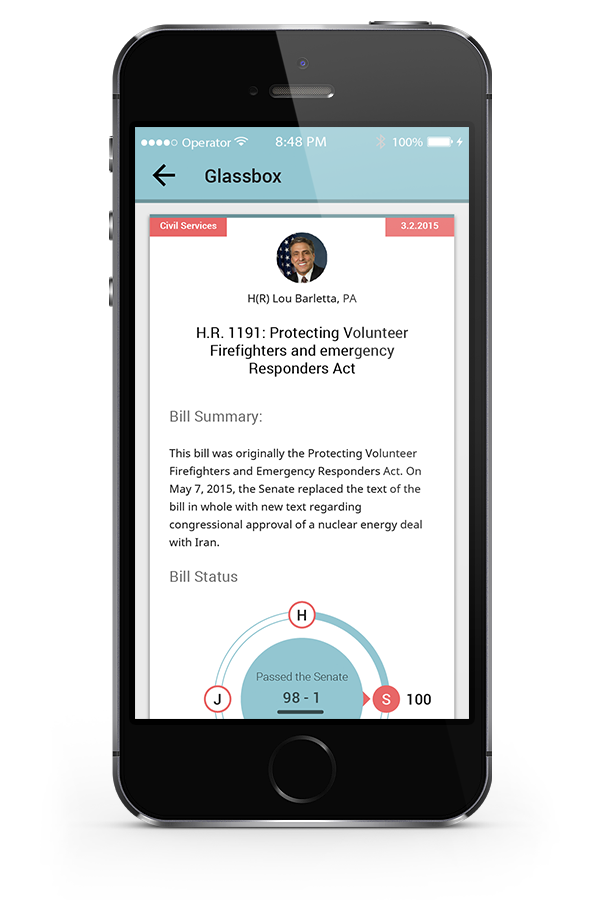 Operator 8:48 PM 100%
Glassbox
Civil Services 3.2.2015
H(R) Lou Barletta, PA
H.R. 1191: Protecting Volunteer
Firefighters and emergency
Responders Act
Bill Summary:
This bill was originally the Protecting Volunteer
Firefighters and Emergency Responders Act. On
May 7, 2015, the Senate replaced the text of the
bill in whole with new text regarding
congressional approval of a nuclear energy deal
with Iran.
Bill Status
H
Passed the Senate
98 - 1
J S 100